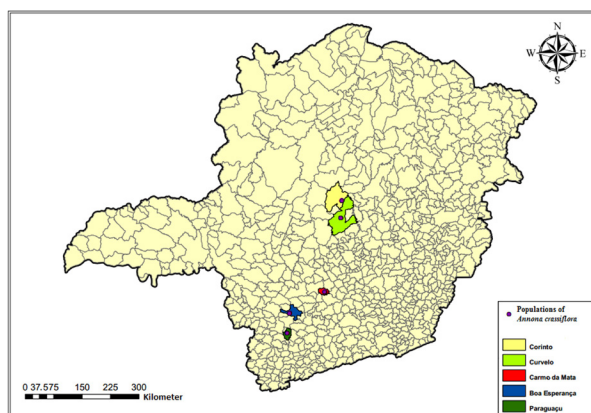 N
W E
S
Populations of
Annona crassiflora
Corinto
Curvelo
Carmo da Mata
Boa Esperança
Paraguaçu
0 37.575 150 225 300
Kilometer